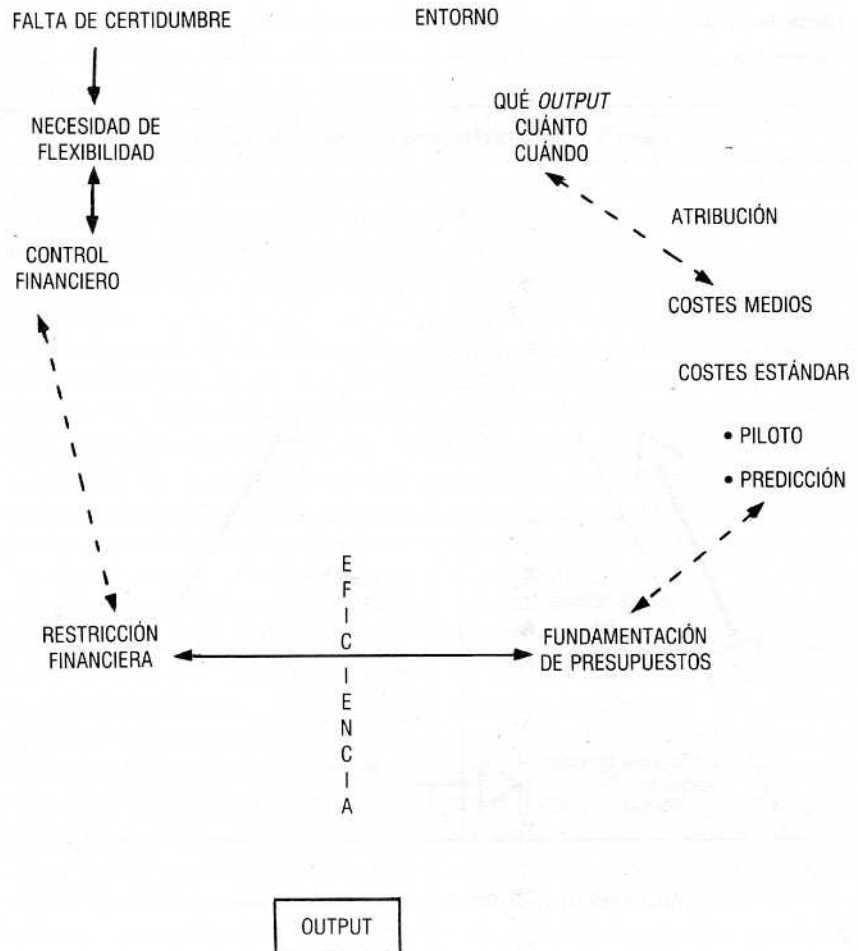 FALTA DE CERTIDUMBRE
ENTORNO
NECESIDAD DE
FLEXIBILIDAD
QUÉ OUTPUT
CUÁNTO
CUÁNDO
ATRIBUCIÓN
CONTROL
FINANCIERO
COSTES MEDIOS
COSTES ESTÁNDAR
• PILOTO
• PREDICCIÓN
EFICIENCIA
RESTRICCIÓN
FINANCIERA
FUNDAMENTACIÓN
DE PRESUPUESTOS
OUTPUT